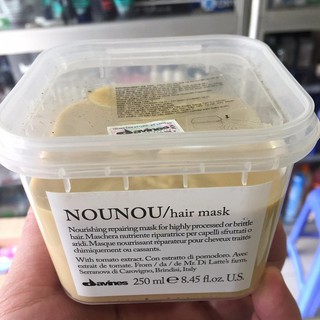 davines
NOUNOU/hair mask
Nourishing repairing mask for highly processed or brittle
hair. Maschera nutriente riparatrice per capelli sfruttati o
aridi. Masque nourrissant réparateur pour cheveux traités
chimiquement ou cassants.
With tomato extract. Con estratto di pomodoro. Avec
extrait de tomate. From / da / de Mr. Di Latte's farm,
Serranova di Carovigno, Brindisi, Italy
davines 250 ml e 8.45 fl.oz. U.S.